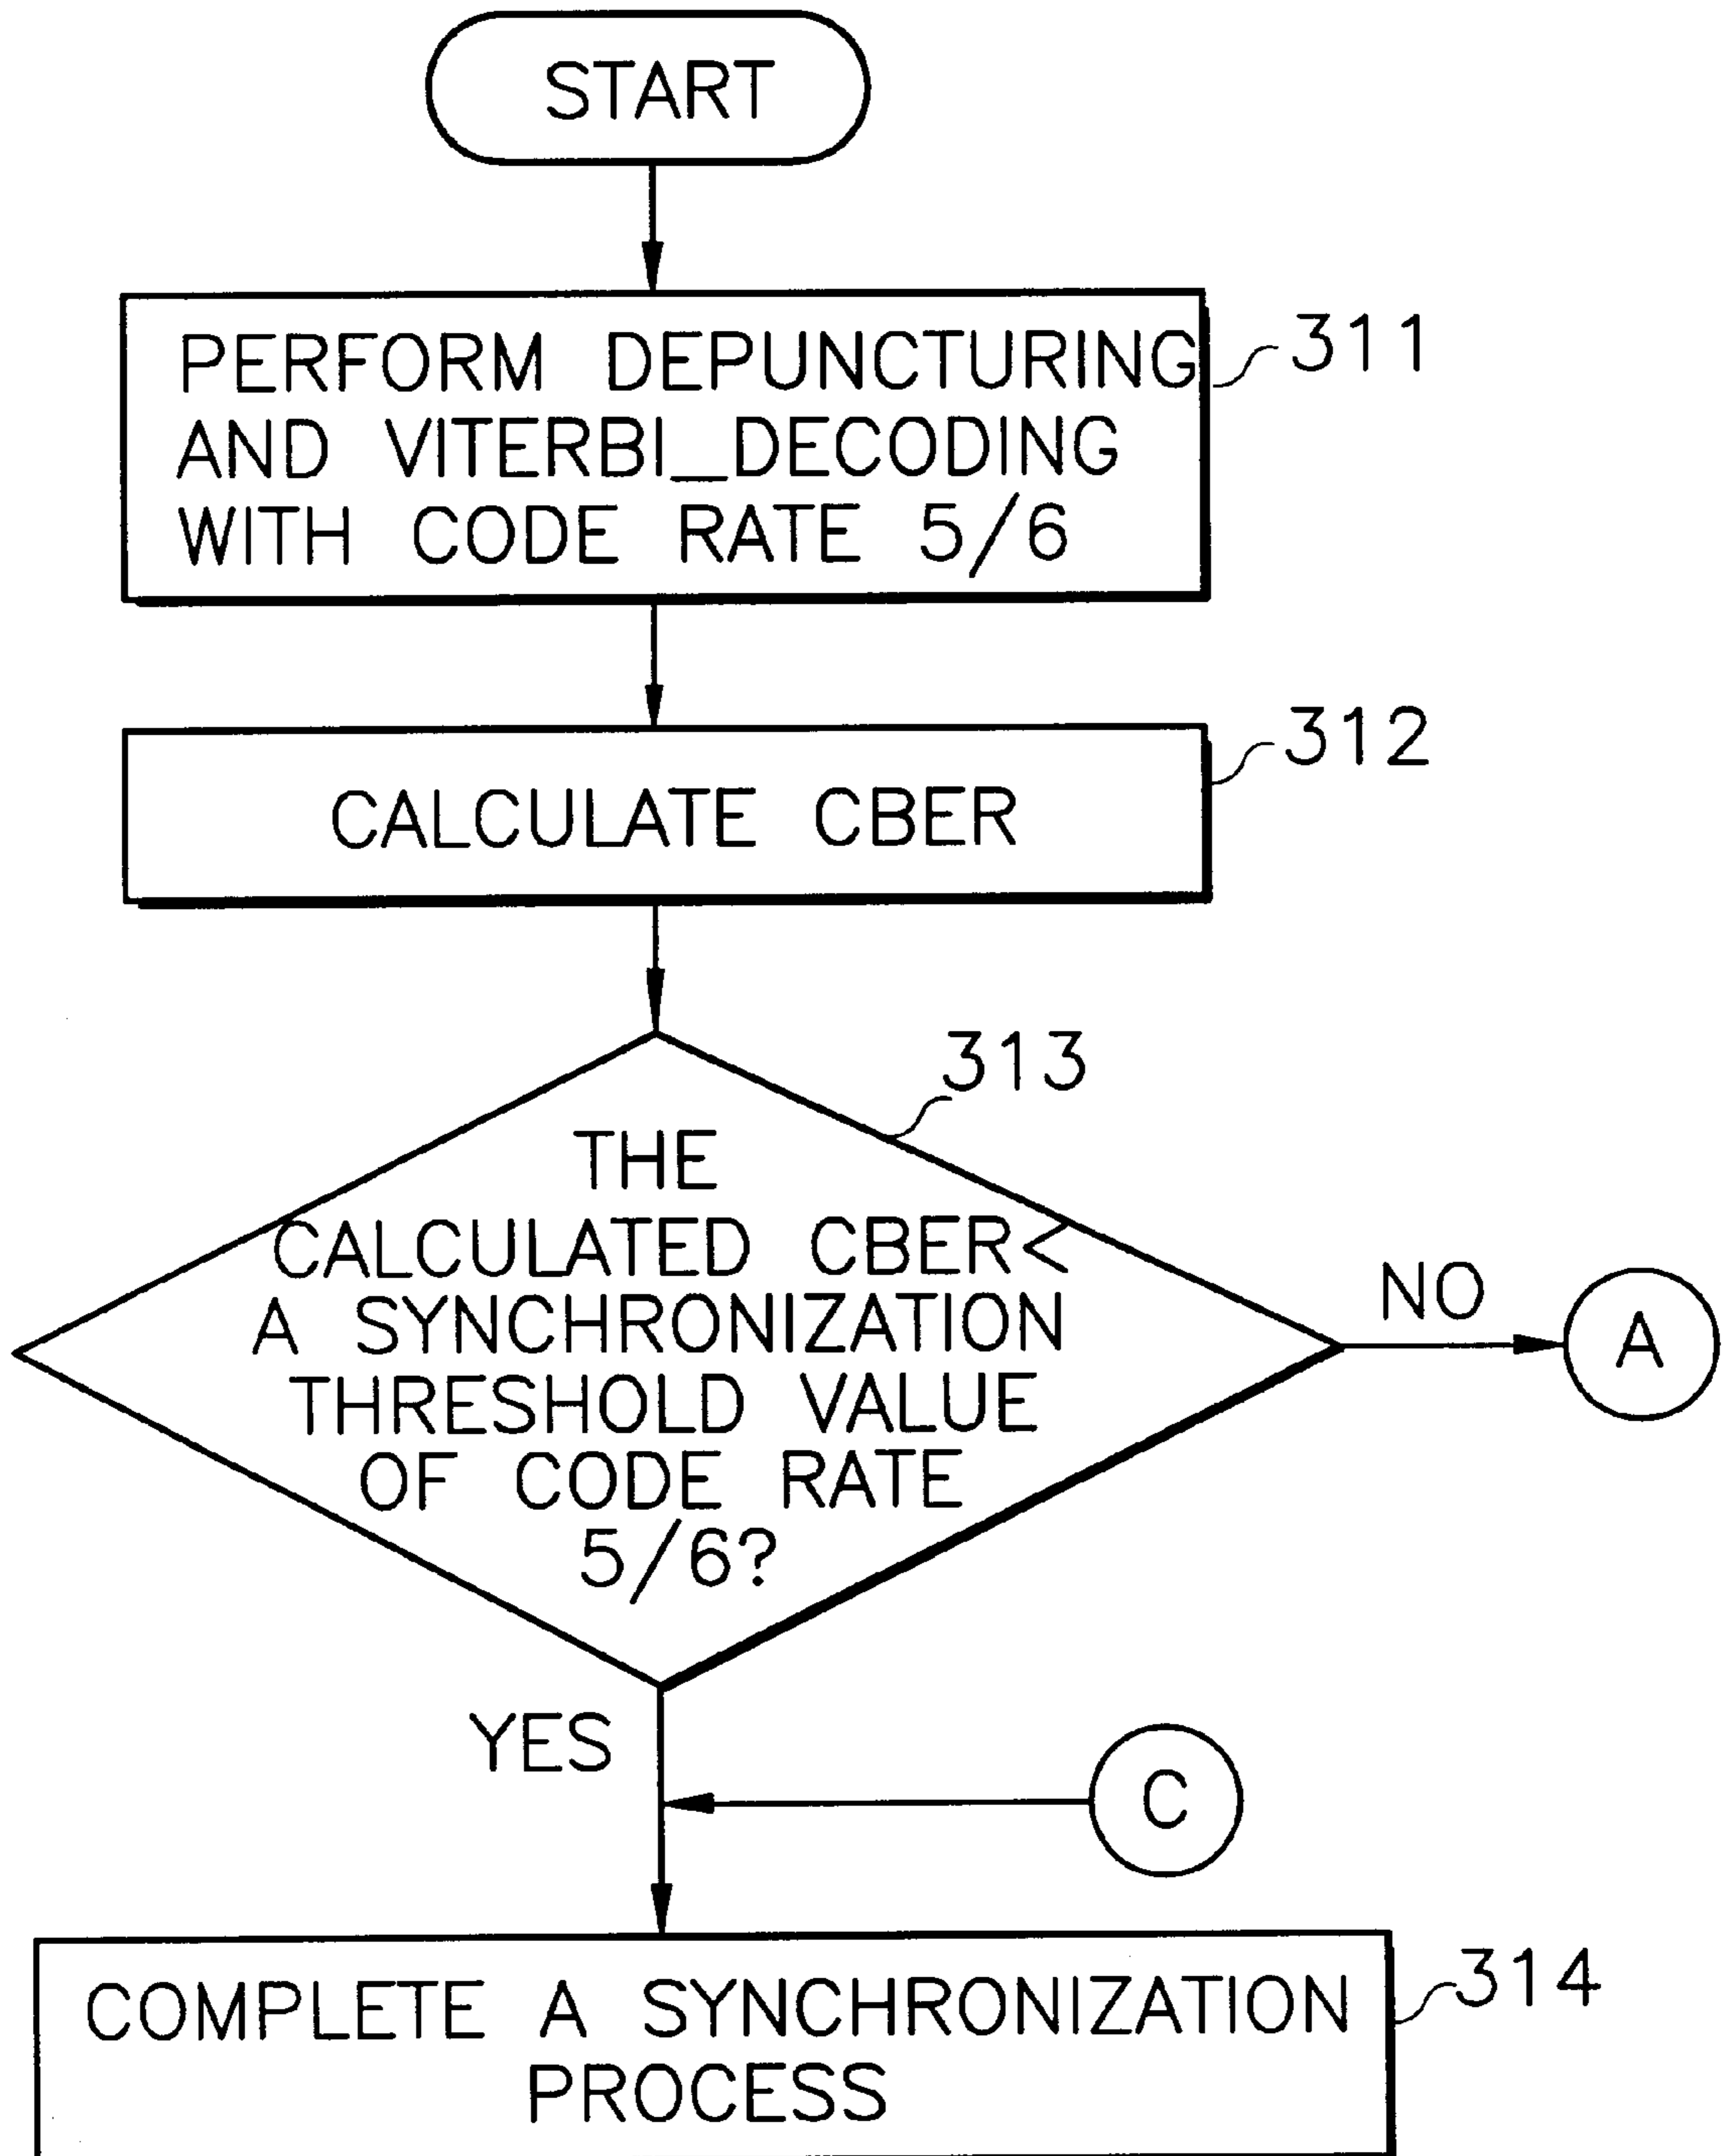 START
PERFORM DEPUNCTURING
AND VITERBI_DECODING
WITH CODE RATE 5/6
311
CALCULATE CBER
312
313
THE
CALCULATED CBER<
A SYNCHRONIZATION
THRESHOLD VALUE
OF CODE RATE
5/6?
NO
A
YES
C
COMPLETE A SYNCHRONIZATION
PROCESS
314